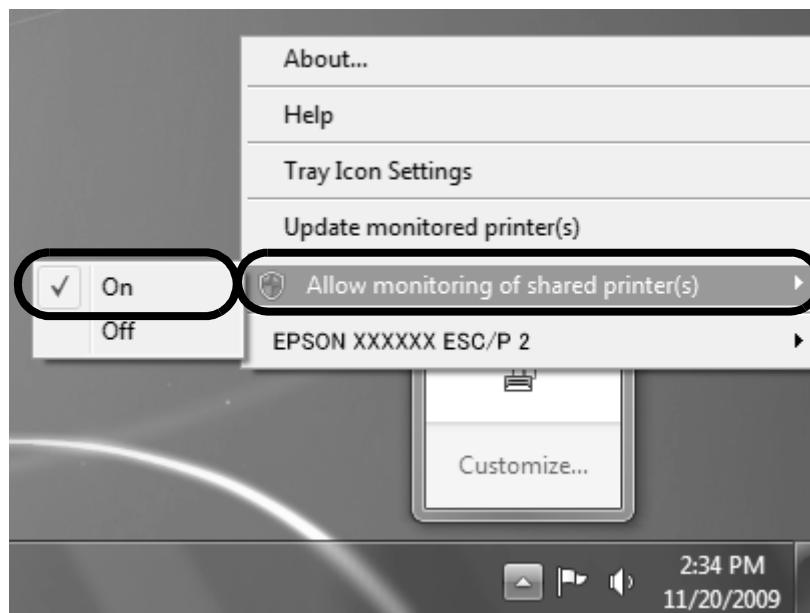 About...
Help
Tray Icon Settings
Update monitored printer(s)
Allow monitoring of shared printer(s)
On
Off
EPSON XXXXXX ESC/P 2
Customize...
2:34 PM
11/20/2009